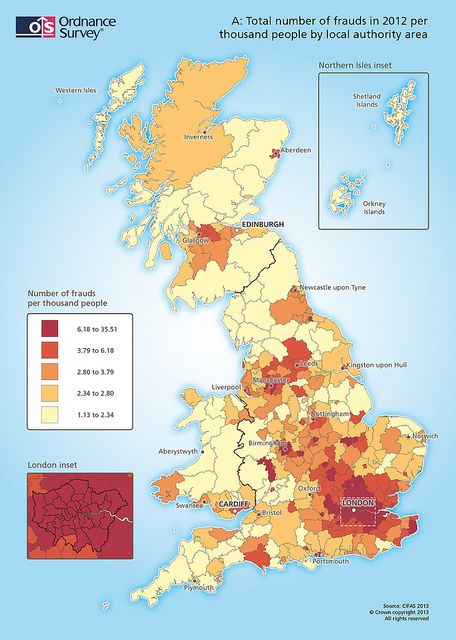 Ordnance
Survey®
OS
A: Total number of frauds in 2012 per
thousand people by local authority area
Northern Isles inset
Western Isles
Shetland
Islands
Inverness
Aberdeen
Orkney
Islands
EDINBURGH
Glasgow
Number of frauds
per thousand people
6.18 to 35.51
3.79 to 6.18
2.80 to 3.79
2.34 to 2.80
1.13 to 2.34
Newcastle upon Tyne
Leeds
Kingston upon Hull
Manchester
Liverpool
Nottingham
Norwich
Birmingham
Aberystwyth
London inset
Oxford
LONDON
Swansea
CARDIFF
Bristol
Portsmouth
Plymouth
Source: CIFAS 2013
© Crown copyright 2013
All rights reserved